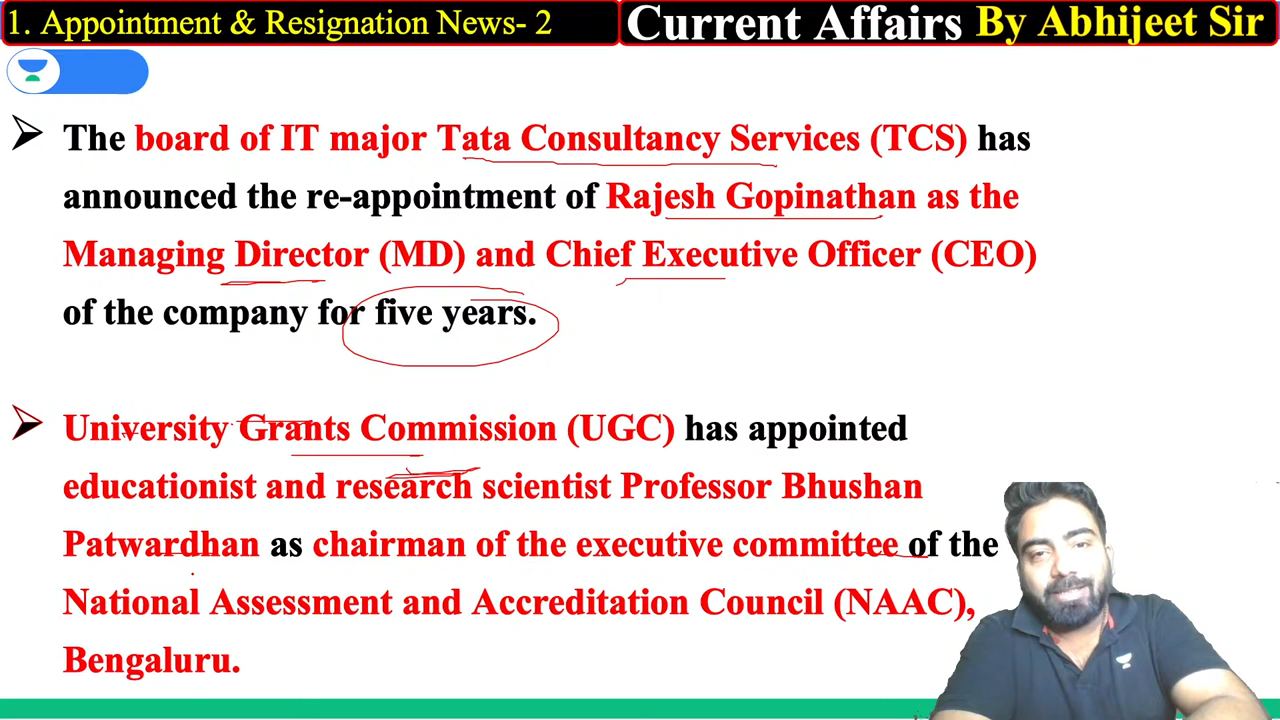 1. Appointment & Resignation News- 2
Current Affairs By Abhijeet Sir
The board of IT major Tata Consultancy Services (TCS) has
announced the re-appointment of Rajesh Gopinathan as the
Managing Director (MD) and Chief Executive Officer (CEO)
of the company for five years.
University Grants Commission (UGC) has appointed
educationist and research scientist Professor Bhushan
Patwardhan as chairman of the executive committee of the
National Assessment and Accreditation Council (NAAC),
Bengaluru.